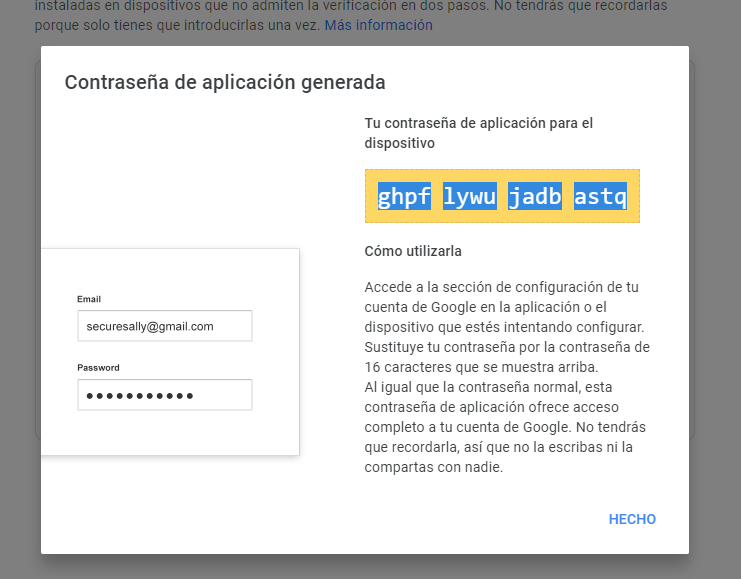 instaladas en dispositivos que no admiten la verificación en dos pasos. No tendrás que recordarlas
porque solo tienes que introducirlas una vez. Más información
Contraseña de aplicación generada
Tu contraseña de aplicación para el
dispositivo
ghpf lywu jadb astq
Email
securesally@gmail.com
Password
Cómo utilizarla
Accede a la sección de configuración de tu
cuenta de Google en la aplicación o el
dispositivo que estés intentando configurar.
Sustituye tu contraseña por la contraseña de
16 caracteres que se muestra arriba.
Al igual que la contraseña normal, esta
contraseña de aplicación ofrece acceso
completo a tu cuenta de Google. No tendrás
que recordarla, así que no la escribas ni la
compartas con nadie.
HECHO